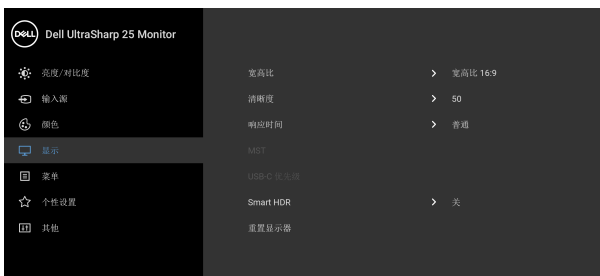 DELL Dell UltraSharp 25 Monitor
亮度/对比度 宽高比 > 宽高比 16:9
输入源 清晰度 > 50
颜色 响应时间 > 普通
显示 MST
菜单 USB-C 优先级
个性设置 Smart HDR > 关
其他 重置显示器